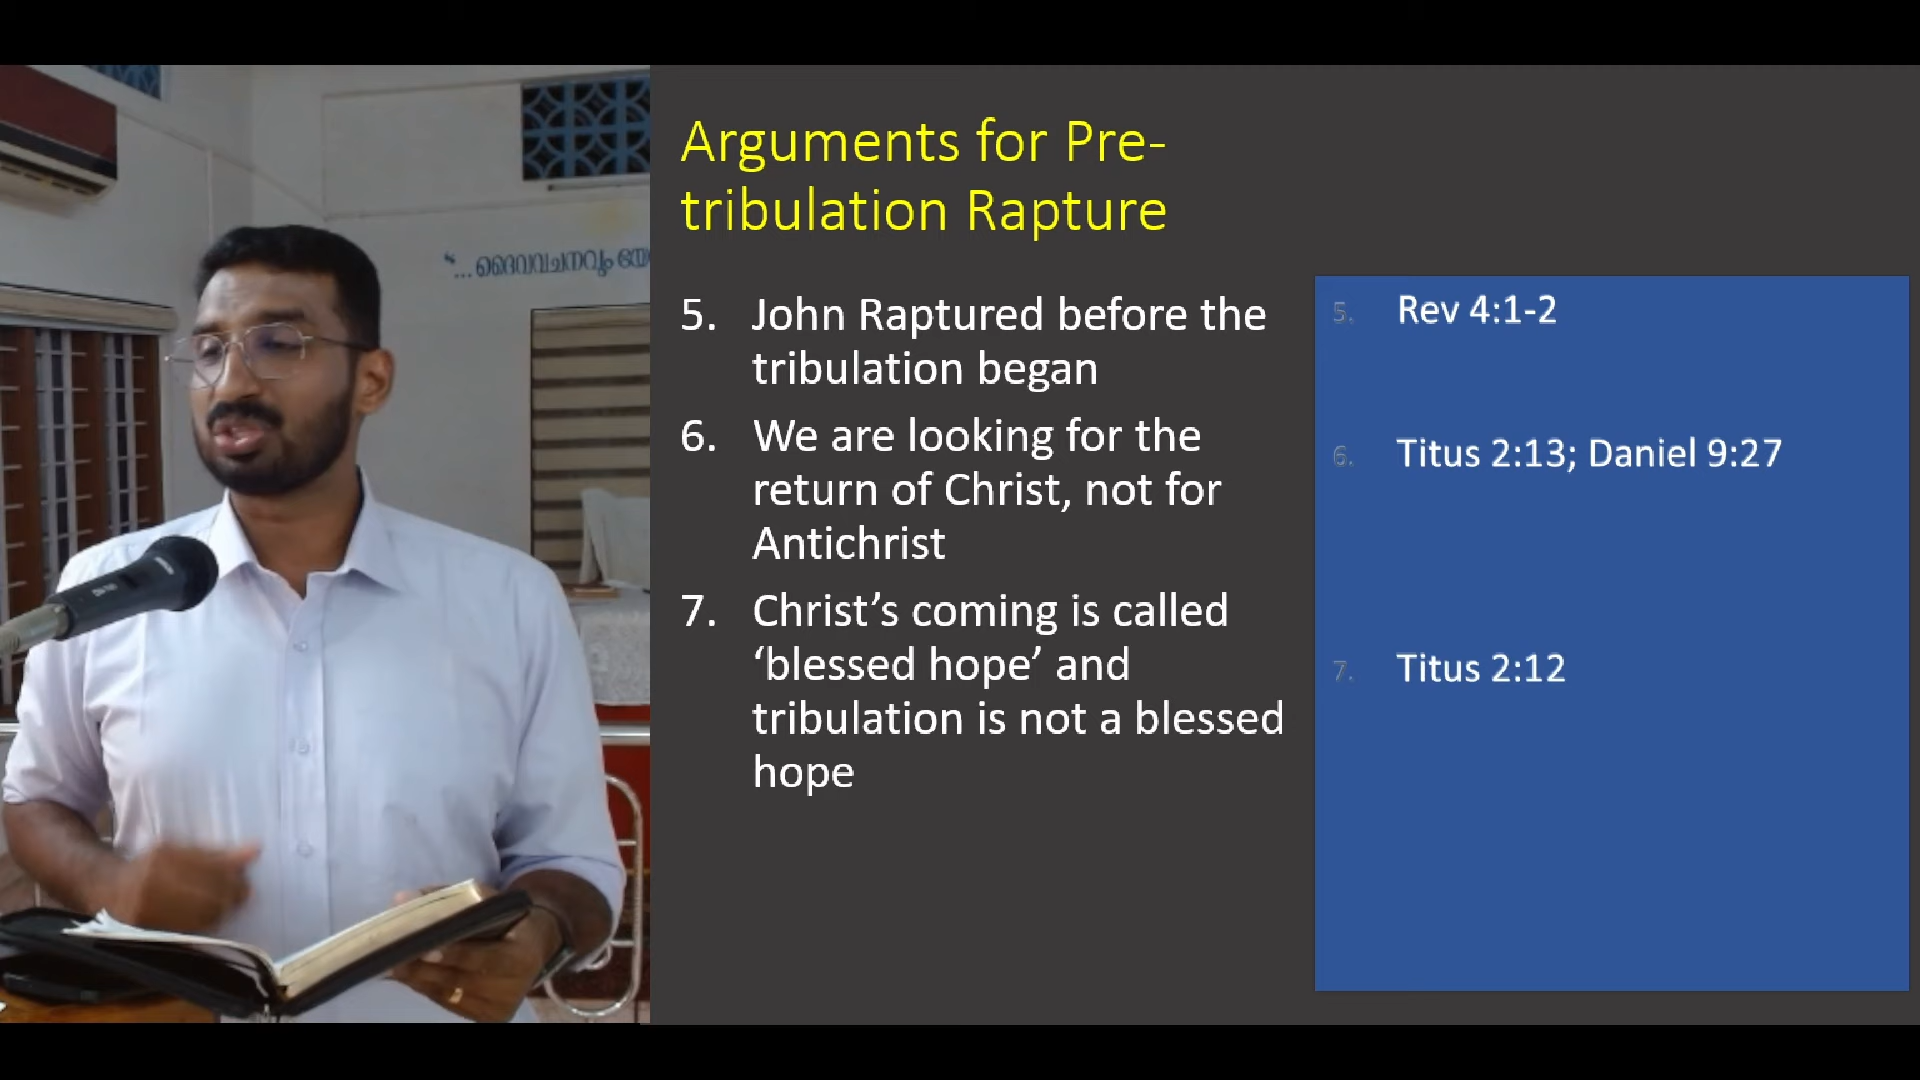 Arguments for Pre-
tribulation Rapture
"... ദൈവവചനവും
5. John Raptured before the
tribulation began
6. We are looking for the
return of Christ, not for
Antichrist
7. Christ’s coming is called
‘blessed hope’ and
tribulation is not a blessed
hope
5. Rev 4:1-2
6. Titus 2:13; Daniel 9:27
7. Titus 2:12